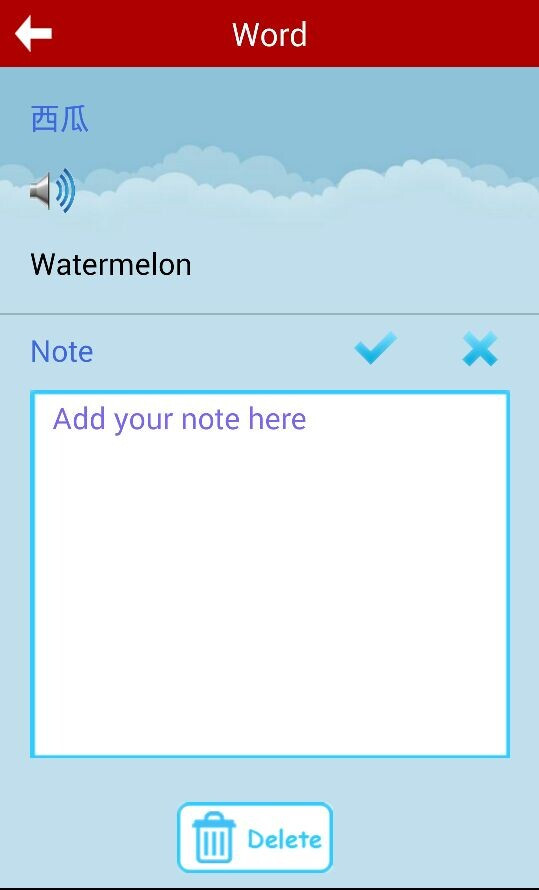 Word
西瓜
Watermelon
Note
Add your note here
Delete